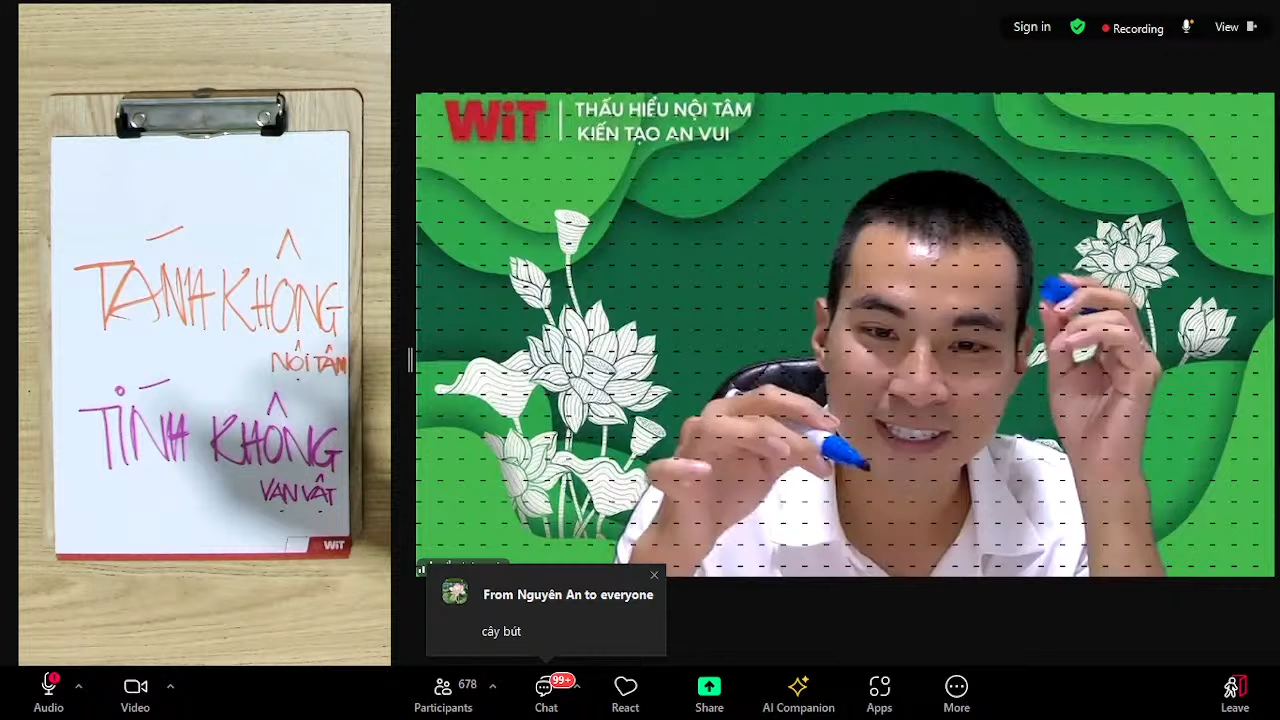 Sign in
Recording
View
WiT
THẤU HIỂU NỘI TÂM
KIẾN TẠO AN VUI
TÁNH KHÔNG
NỘI TÂM
TÍNH KHÔNG
VẠN VẬT
WiT
From Nguyên An to everyone
cây bút
Audio
Video
678
Participants
99+
Chat
React
Share
AI Companion
Apps
More
Leave